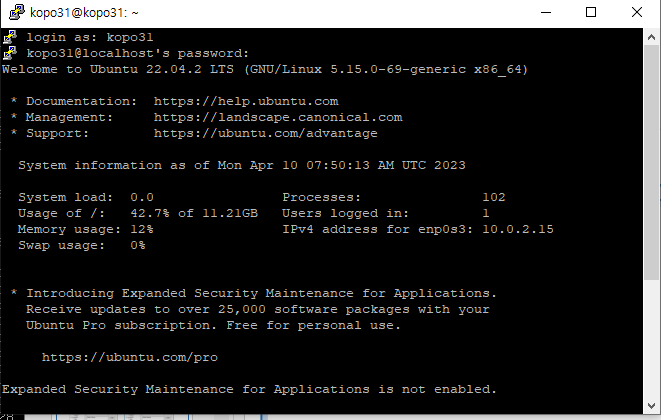 kopo31@kopo31: ~
login as: kopo31
kopo31@localhost's password:
Welcome to Ubuntu 22.04.2 LTS (GNU/Linux 5.15.0-69-generic x86_64)
* Documentation:  https://help.ubuntu.com
* Management:     https://landscape.canonical.com
* Support:        https://ubuntu.com/advantage
System information as of Mon Apr 10 07:50:13 AM UTC 2023
System load:  0.0                Processes:               102
Usage of /:   42.7% of 11.21GB   Users logged in:         1
Memory usage: 12%                IPv4 address for enp0s3: 10.0.2.15
Swap usage:   0%
* Introducing Expanded Security Maintenance for Applications.
Receive updates to over 25,000 software packages with your
Ubuntu Pro subscription. Free for personal use.
https://ubuntu.com/pro
Expanded Security Maintenance for Applications is not enabled.